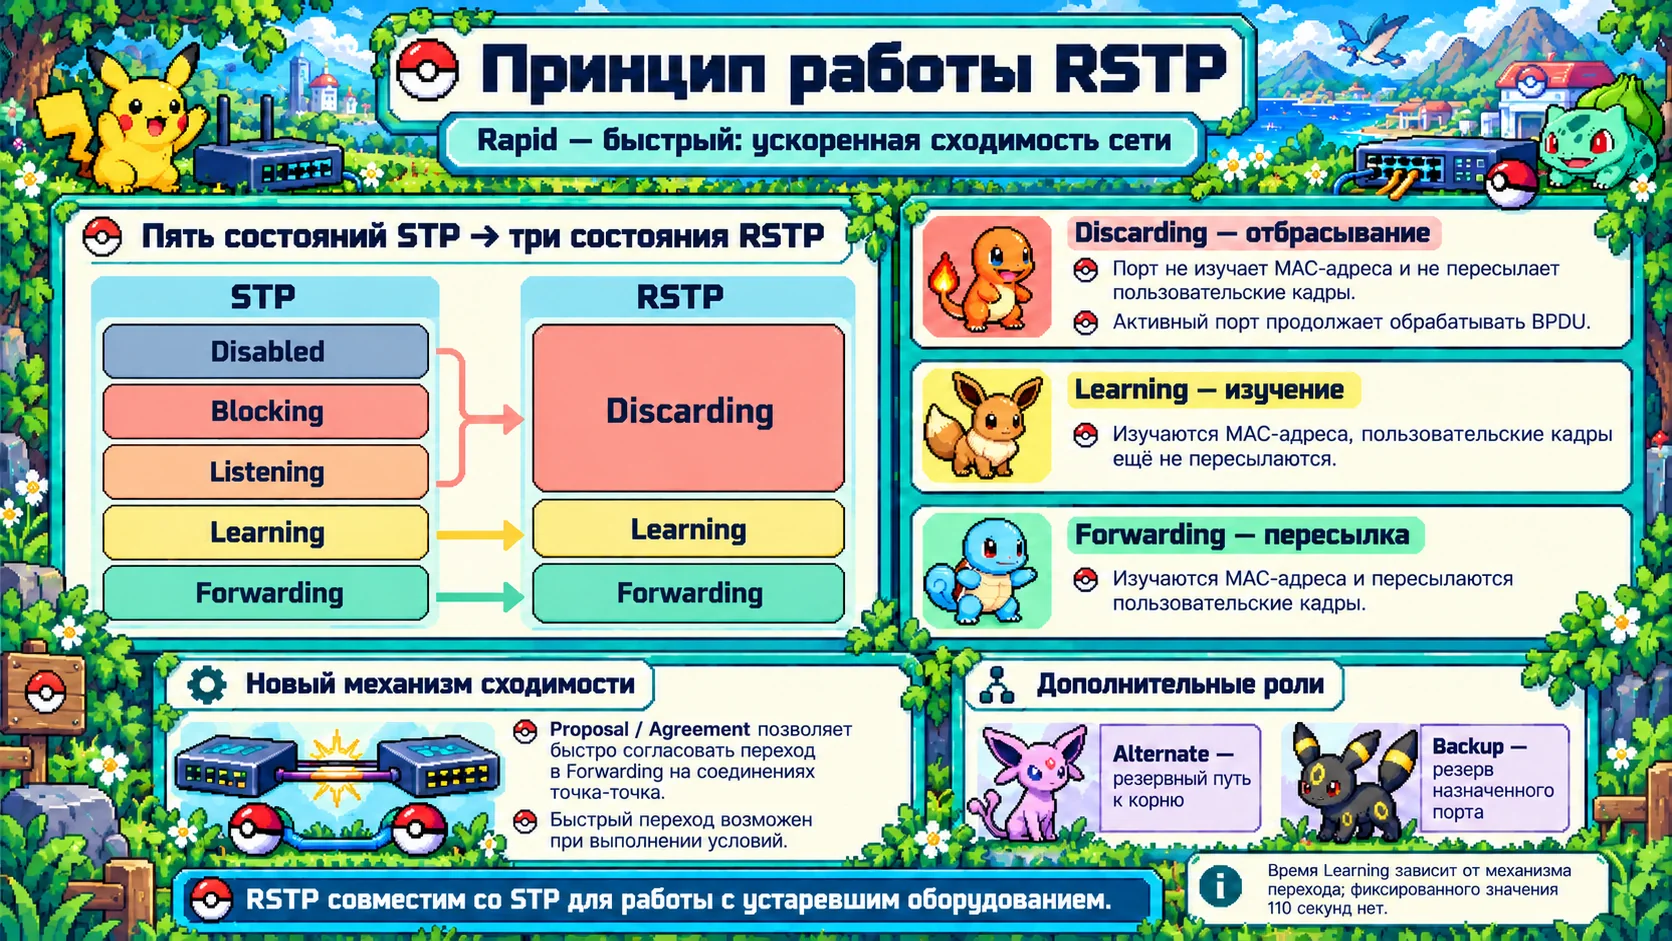 Принцип работы RSTP
Rapid — быстрый: ускоренная сходимость сети
Пять состояний STP → три состояния RSTP
STP
Disabled
Blocking
Listening
Learning
Forwarding
RSTP
Discarding
Learning
Forwarding
Discarding — отбрасывание
Порт не изучает MAC-адреса и не пересылает
пользовательские кадры.
Активный порт продолжает обрабатывать BPDU.
Learning — изучение
Изучаются MAC-адреса, пользовательские кадры
ещё не пересылаются.
Forwarding — пересылка
Изучаются MAC-адреса и пересылаются
пользовательские кадры.
Новый механизм сходимости
Proposal / Agreement позволяет
быстро согласовать переход
в Forwarding на соединениях
точка-точка.
Быстрый переход возможен
при выполнении условий.
Дополнительные роли
Alternate —
резервный путь
к корню
Backup —
резерв
назначенного
порта
RSTP совместим со STP для работы с устаревшим оборудованием.
Время Learning зависит от механизма
перехода; фиксированного значения
110 секунд нет.